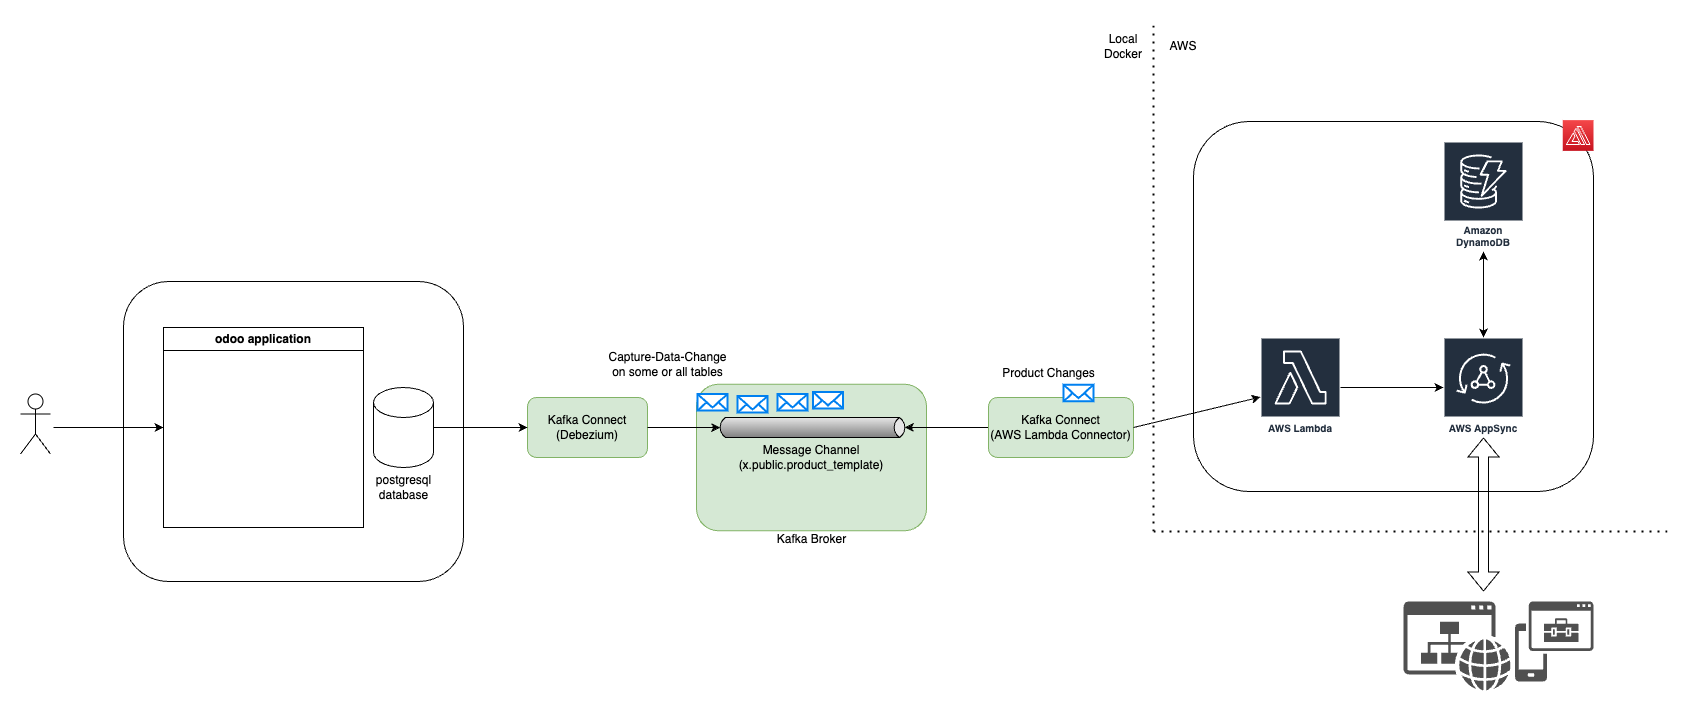 Local
Docker
AWS
Amazon
DynamoDB
odoo application
postgresql
database
Kafka Connect
(Debezium)
Capture-Data-Change
on some or all tables
Message Channel
(x.public.product_template)
Kafka Broker
Product Changes
Kafka Connect
(AWS Lambda Connector)
AWS Lambda
AWS AppSync